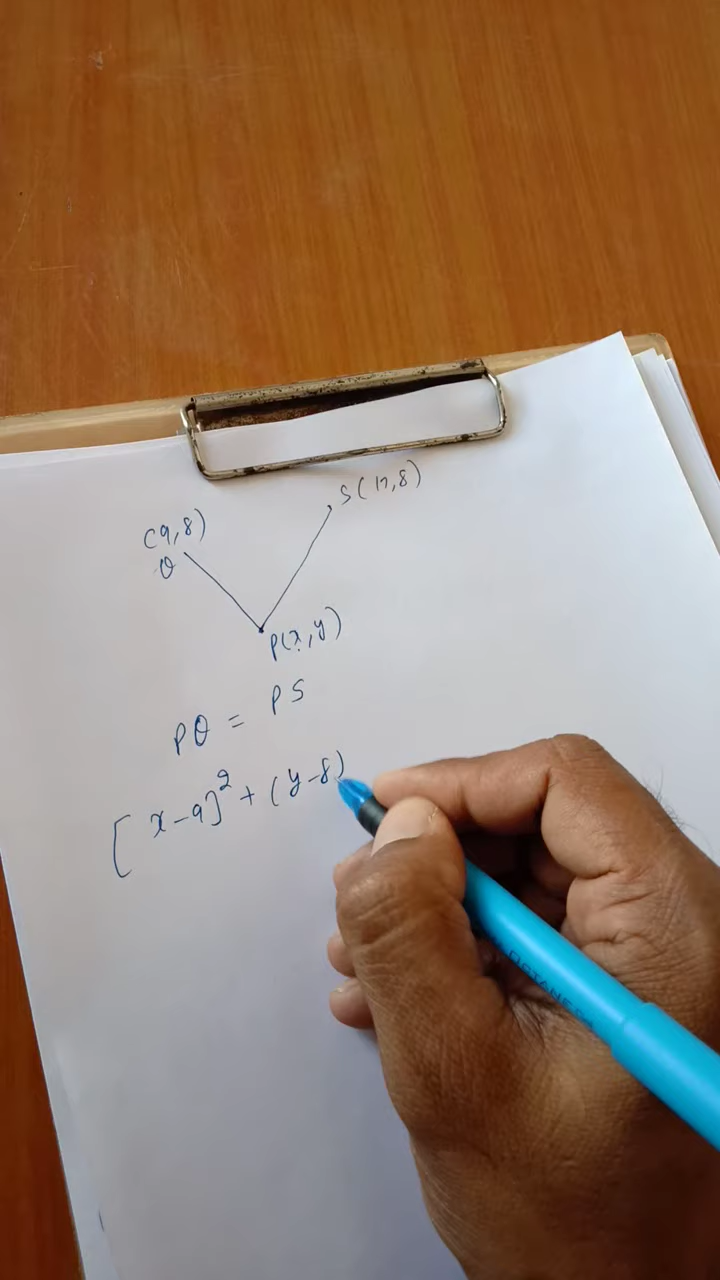 S(17,8)
(9,8)
Q
P(x,y)
PQ = PS
[x-9]²+(y-8)